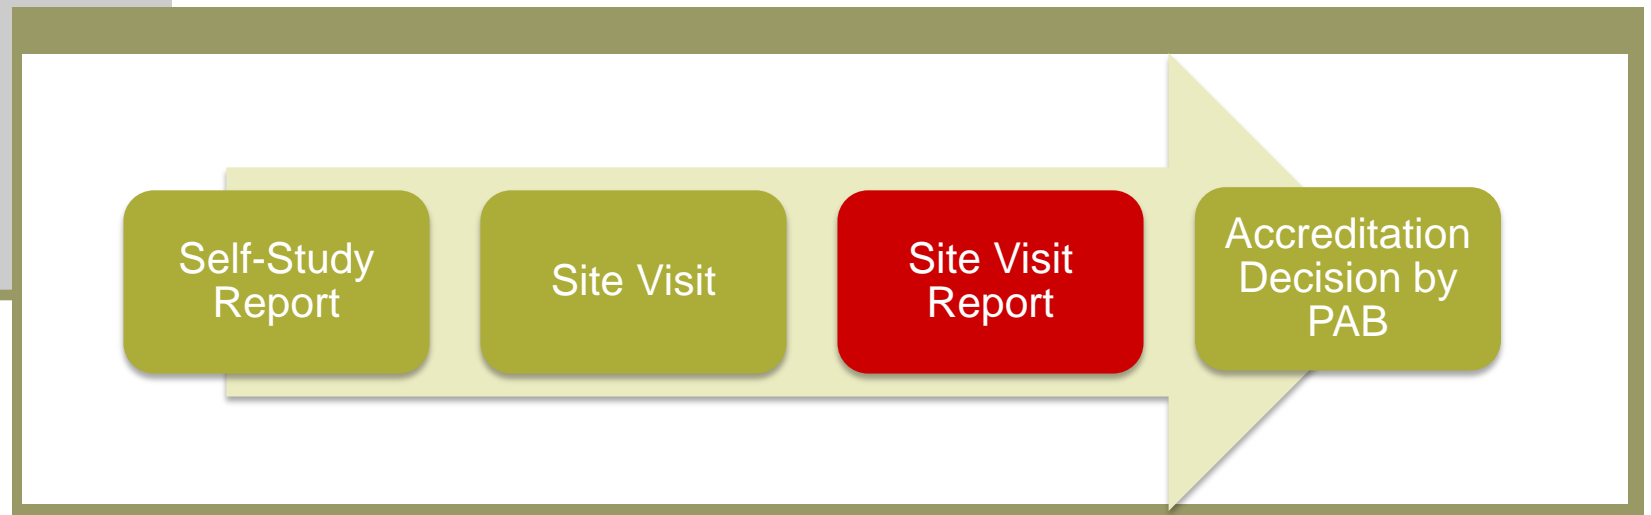 Self-Study
Report
Site Visit
Site Visit
Report
Accreditation
Decision by
PAB